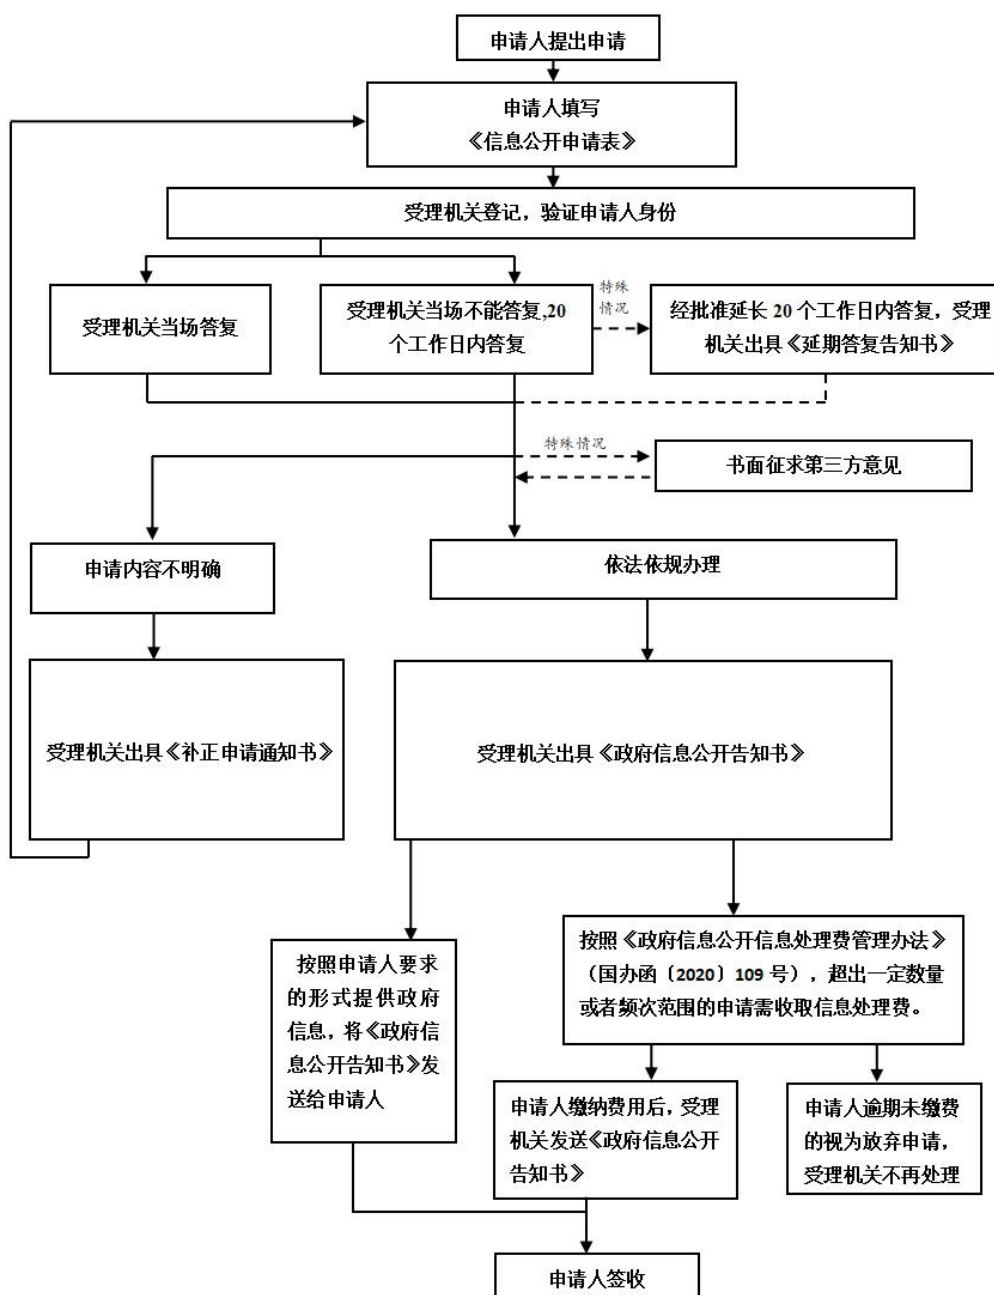 申请人提出申请
申请人填写
《信息公开申请表》
受理机关登记，验证申请人身份
受理机关当场答复
受理机关当场不能答复,20
个工作日内答复
特殊
情况
经批准延长 20 个工作日内答复，受理
机关出具《延期答复告知书》
特殊情况
书面征求第三方意见
申请内容不明确
依法依规办理
受理机关出具《补正申请通知书》
受理机关出具《政府信息公开告知书》
按照申请人要求
的形式提供政府
信息，将《政府信
息公开告知书》发
送给申请人
按照《政府信息公开信息处理费管理办法》
（国办函〔2020〕109 号），超出一定数量
或者频次范围的申请需收取信息处理费。
申请人缴纳费用后，受理
机关发送《政府信息公开
告知书》
申请人逾期未缴费
的视为放弃申请，
受理机关不再处理
申请人签收